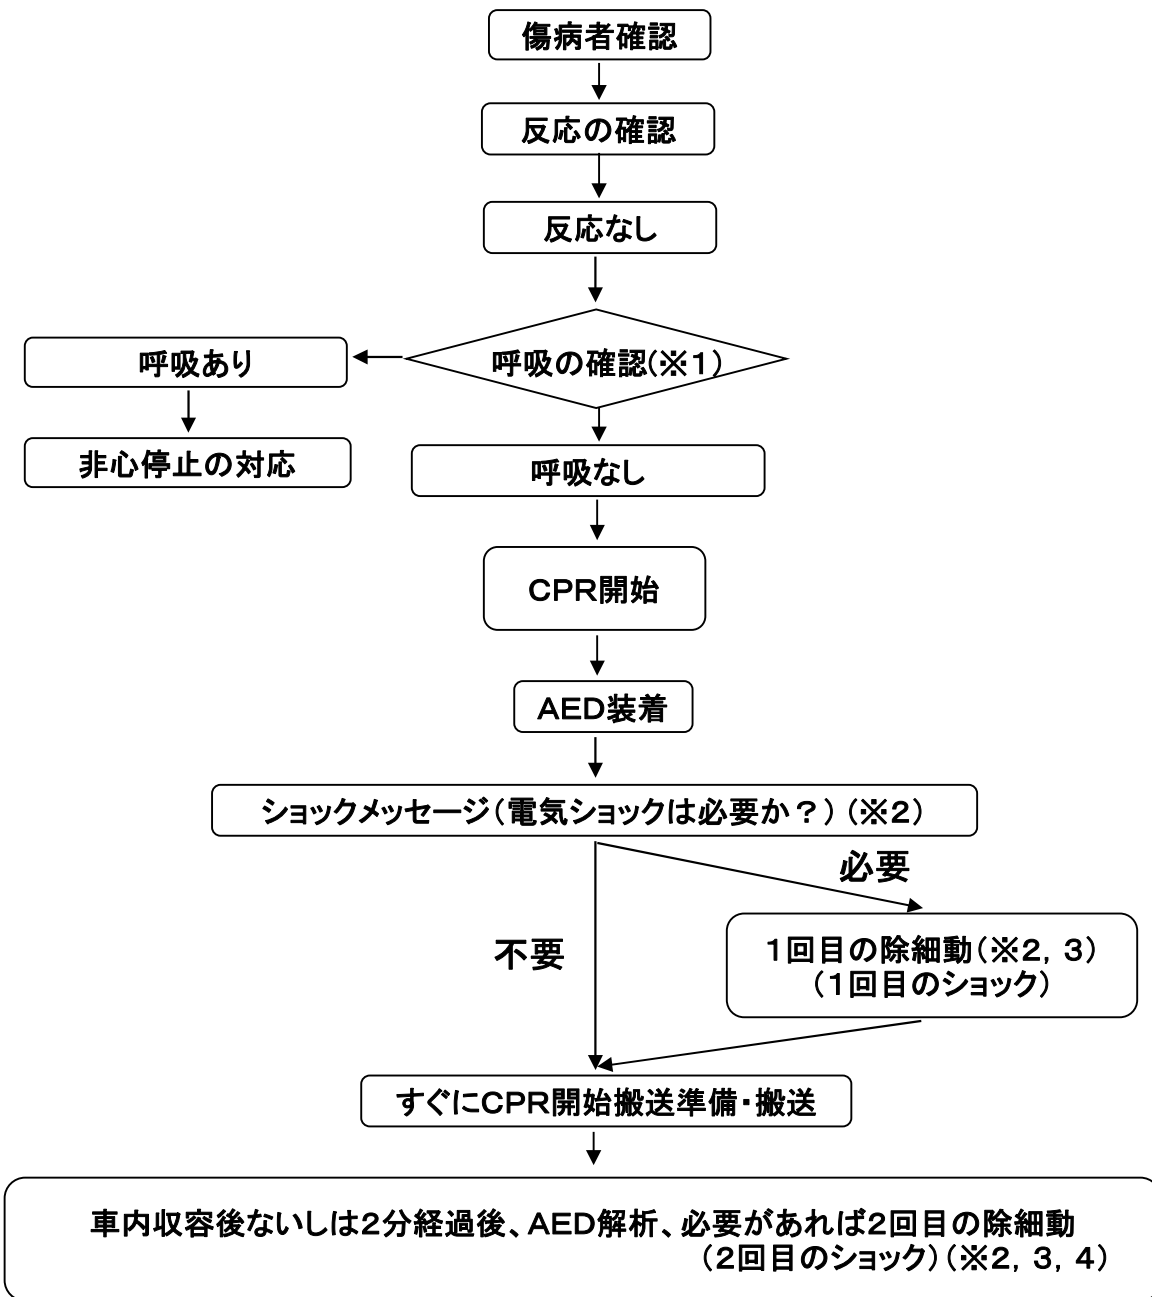 傷病者確認
反応の確認
反応なし
呼吸の確認(※１)
呼吸あり
非心停止の対応
呼吸なし
ＣＰＲ開始
ＡＥＤ装着
ショックメッセージ（電気ショックは必要か？）（※２）
必要
不要
１回目の除細動（※２，３）
（１回目のショック）
すぐにＣＰＲ開始搬送準備・搬送
車内収容後ないしは２分経過後、ＡＥＤ解析、必要があれば２回目の除細動
（２回目のショック）（※２，３，４）